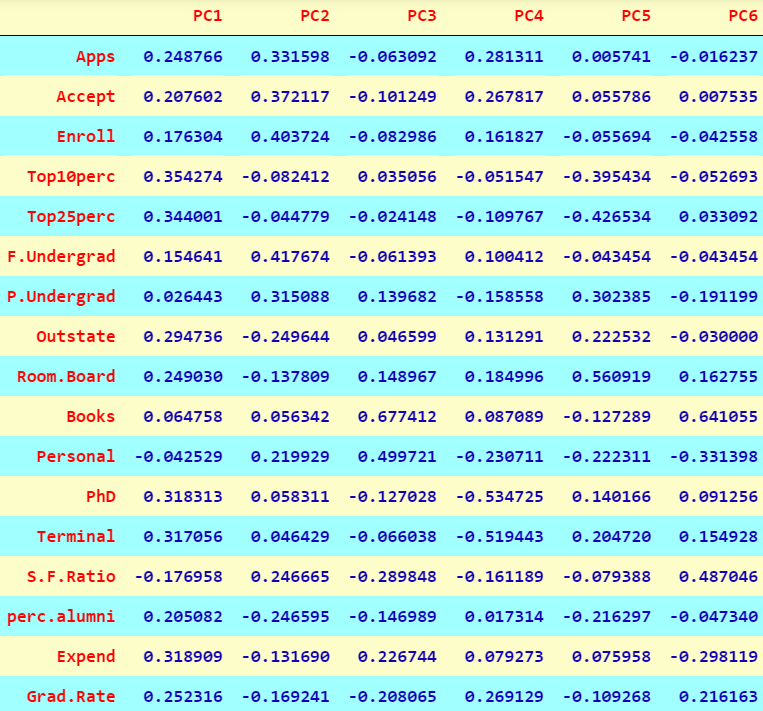 PC1 PC2 PC3 PC4 PC5 PC6
Apps 0.248766 0.331598 -0.063092 0.281311 0.005741 -0.016237
Accept 0.207602 0.372117 -0.101249 0.267817 0.055786 0.007535
Enroll 0.176304 0.403724 -0.082986 0.161827 -0.055694 -0.042558
Top10perc 0.354274 -0.082412 0.035056 -0.051547 -0.395434 -0.052693
Top25perc 0.344001 -0.044779 -0.024148 -0.109767 -0.426534 0.033092
F.Undergrad 0.154641 0.417674 -0.061393 0.100412 -0.043454 -0.043454
P.Undergrad 0.026443 0.315088 0.139682 -0.158558 0.302385 -0.191199
Outstate 0.294736 -0.249644 0.046599 0.131291 0.222532 -0.030000
Room.Board 0.249030 -0.137809 0.148967 0.184996 0.560919 0.162755
Books 0.064758 0.056342 0.677412 0.087089 -0.127289 0.641055
Personal -0.042529 0.219929 0.499721 -0.230711 -0.222311 -0.331398
PhD 0.318313 0.058311 -0.127028 -0.534725 0.140166 0.091256
Terminal 0.317056 0.046429 -0.066038 -0.519443 0.204720 0.154928
S.F.Ratio -0.176958 0.246665 -0.289848 -0.161189 -0.079388 0.487046
perc.alumni 0.205082 -0.246595 -0.146989 0.017314 -0.216297 -0.047340
Expend 0.318909 -0.131690 0.226744 0.079273 0.075958 -0.298119
Grad.Rate 0.252316 -0.169241 -0.208065 0.269129 -0.109268 0.216163